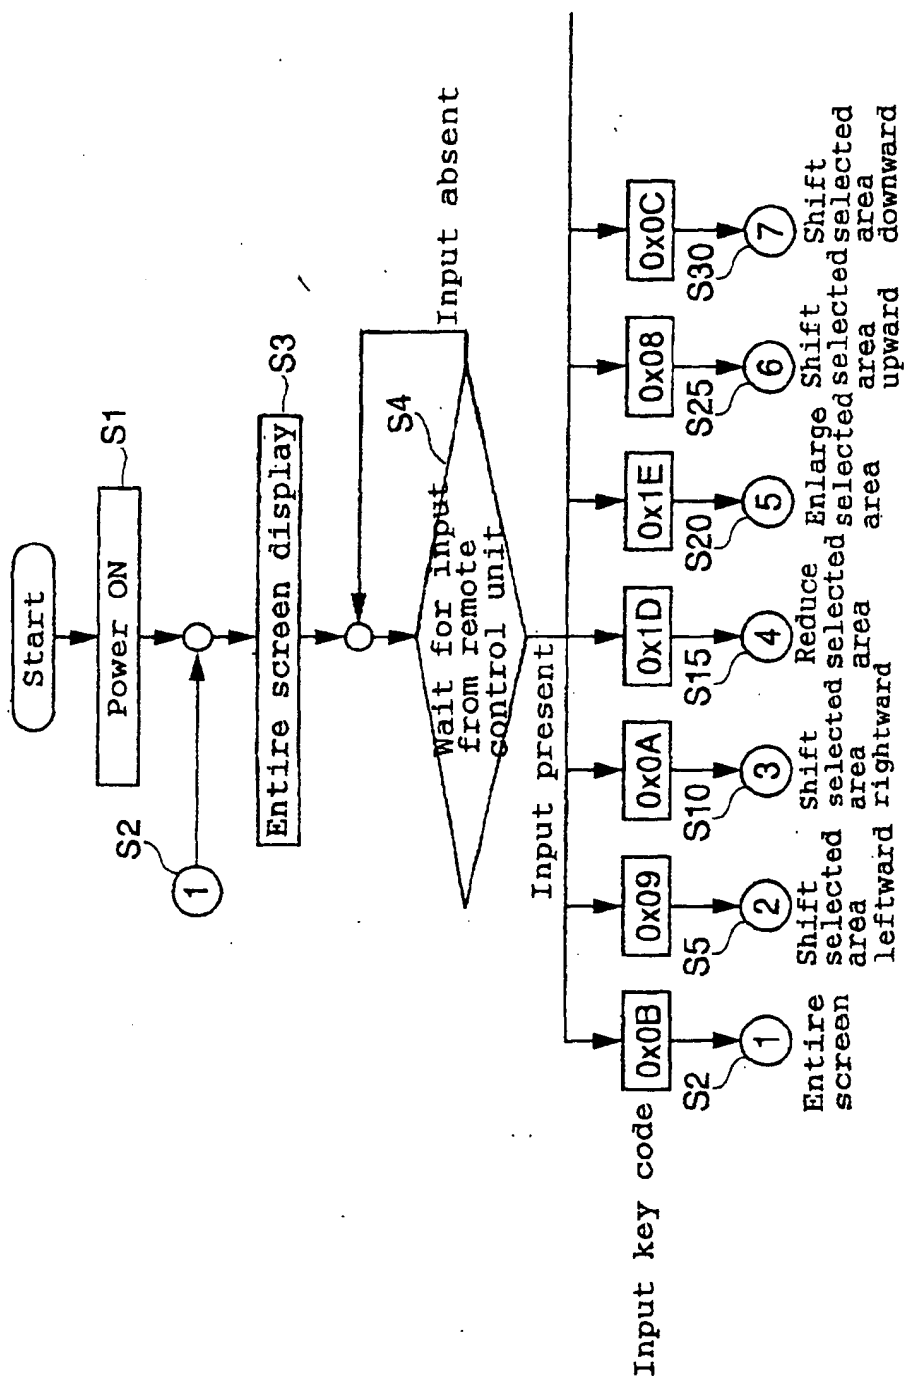 Start
Power ON
S1
S2
1
Entire screen display
S3
Wait for input
from remote
control unit
S4
Input absent
Input present
Input key code
0x0B
0x09
0x0A
0x1D
0x1E
0x08
0x0C
S2
S5
S10
S15
S20
S25
S30
1
2
3
4
5
6
7
Entire
screen
Shift
selected
area
leftward
Shift
selected
area
rightward
Reduce
selected
area
Enlarge
selected
area
Shift
selected
area
upward
Shift
selected
area
downward